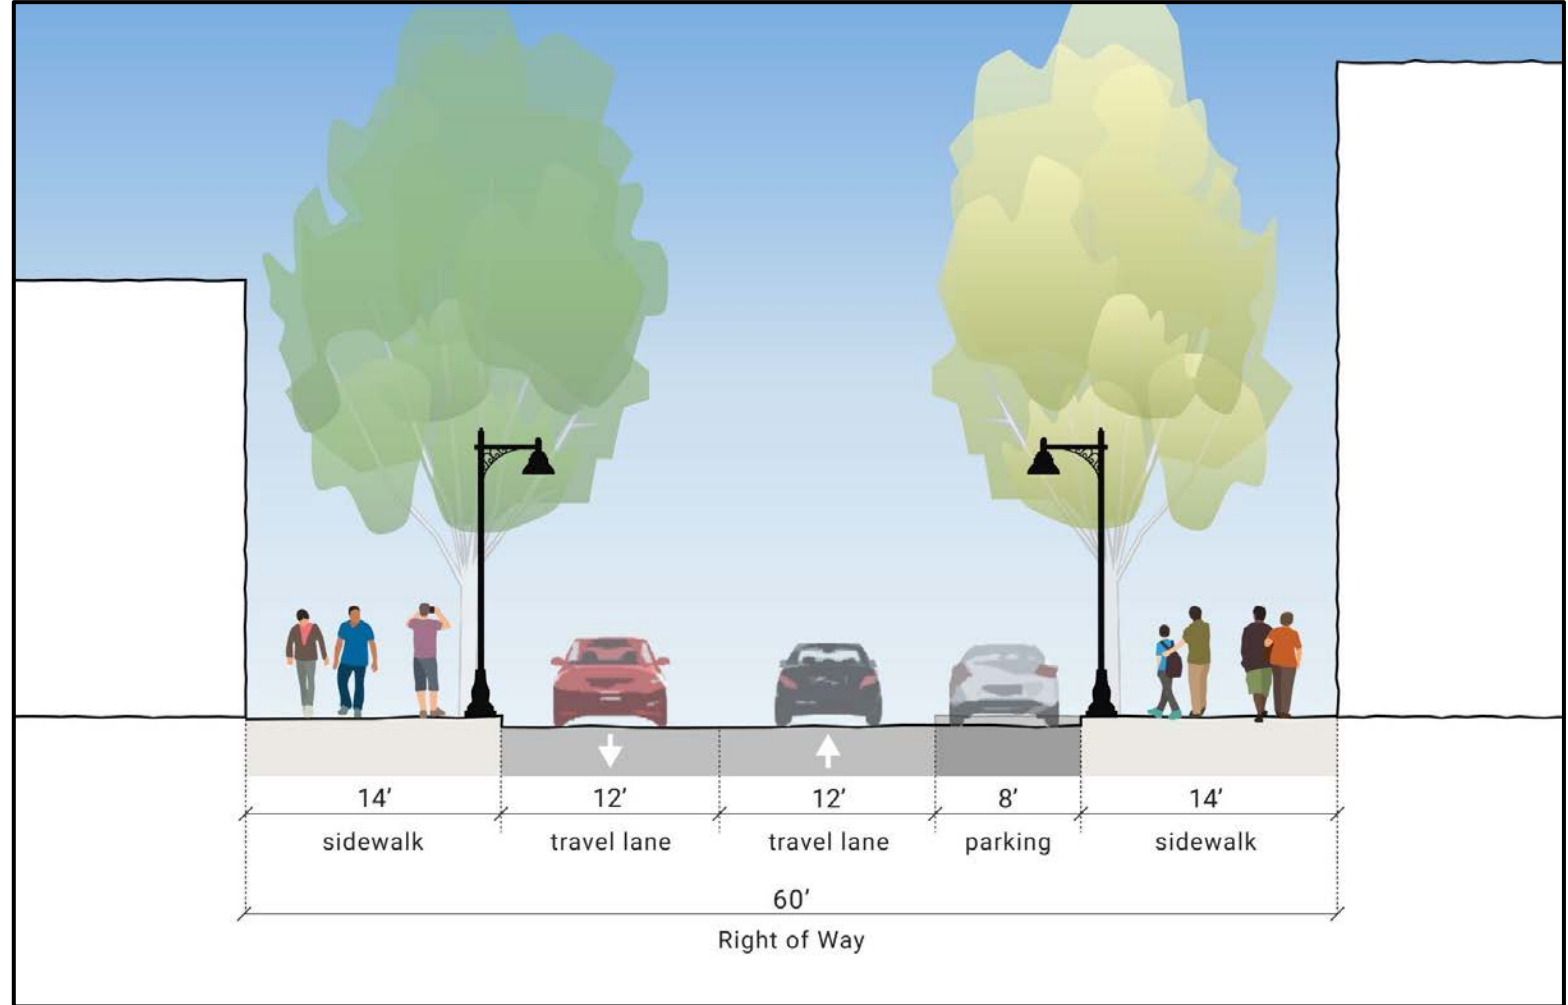 14’ 12’ 12’ 8’ 14’
sidewalk travel lane travel lane parking sidewalk
60’
Right of Way